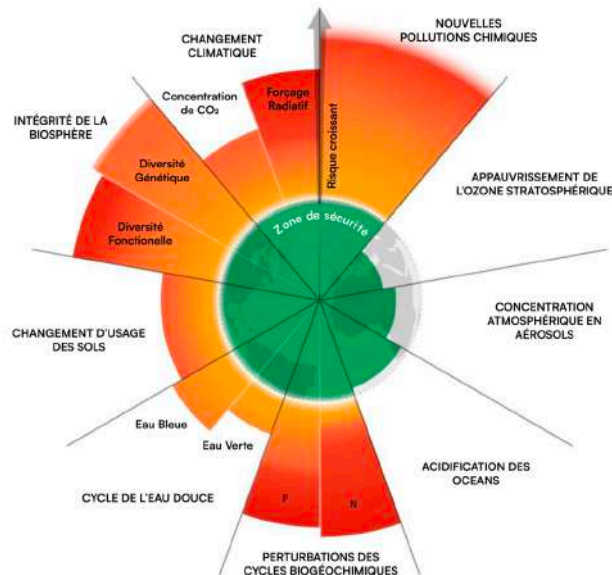 NOUVELLES
POLLUTIONS CHIMIQUES
CHANGEMENT
CLIMATIQUE
Concentration
de CO₂
Forçage
Radiatif
Risque croissant
INTÉGRITÉ DE LA
BIOSPHÈRE
Diversité
Génétique
APPAUVRISSEMENT DE
L'OZONE STRATOSPHÉRIQUE
Diversité
Fonctionelle
Zone de sécurité
CONCENTRATION
ATMOSPHÉRIQUE EN
AÉROSOLS
CHANGEMENT D'USAGE
DES SOLS
Eau Bleue
Eau Verte
ACIDIFICATION DES
OCEANS
CYCLE DE L'EAU DOUCE
P
N
PERTURBATIONS DES
CYCLES BIOGÉOCHIMIQUES